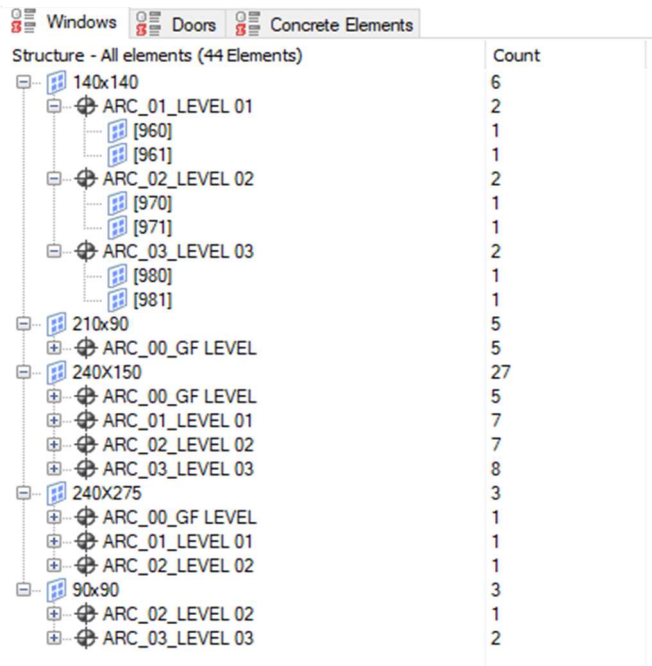 Windows Doors Concrete Elements
Structure - All elements (44 Elements) Count
140x140 6
ARC_01_LEVEL 01 2
[960] 1
[961] 1
ARC_02_LEVEL 02 2
[970] 1
[971] 1
ARC_03_LEVEL 03 2
[980] 1
[981] 1
210x90 5
ARC_00_GF LEVEL 5
240X150 27
ARC_00_GF LEVEL 5
ARC_01_LEVEL 01 7
ARC_02_LEVEL 02 7
ARC_03_LEVEL 03 8
240X275 3
ARC_00_GF LEVEL 1
ARC_01_LEVEL 01 1
ARC_02_LEVEL 02 1
90x90 3
ARC_02_LEVEL 02 1
ARC_03_LEVEL 03 2